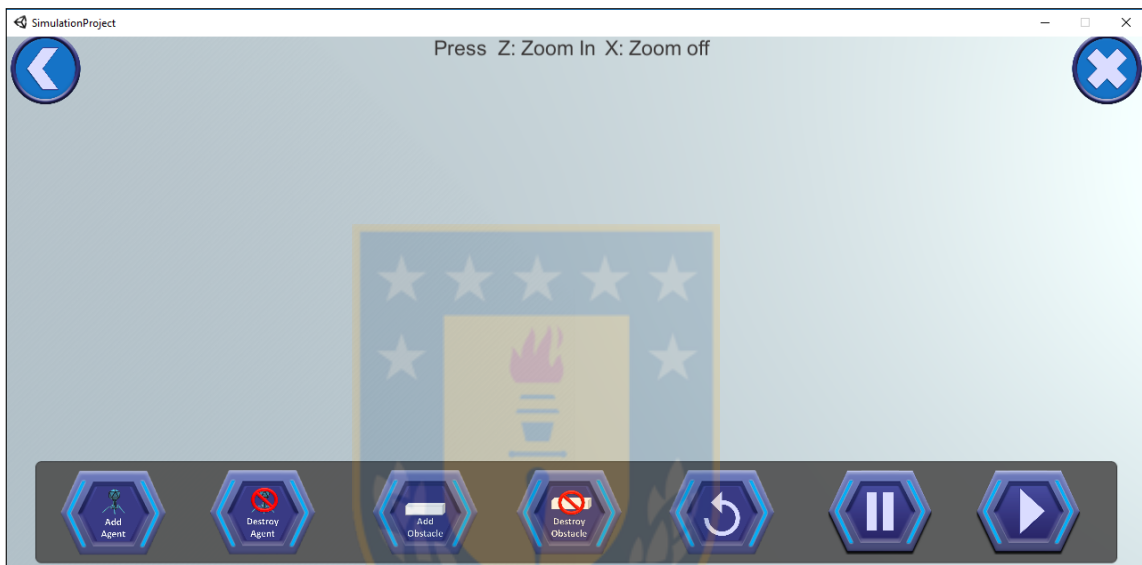 SimulationProject
Press Z: Zoom In X: Zoom off
Add
Agent
Destroy
Agent
Add
Obstacle
Destroy
Obstacle